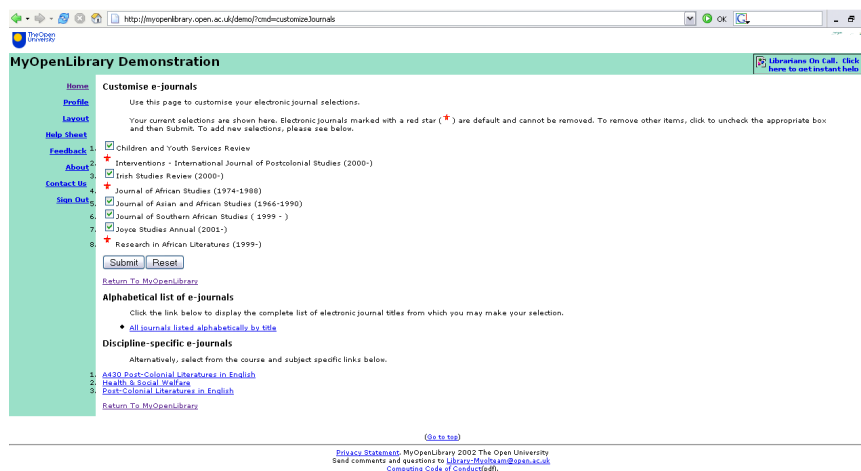 http://myopenlibrary.open.ac.uk/demo/?cmd=customizeJournals
OK
The Open
University
MyOpenLibrary Demonstration
Librarians On Call. Click
here to get instant help
Home
Profile
Layout
Help Sheet
Feedback
About
Contact Us
Sign Out
Customise e-journals
Use this page to customise your electronic journal selections.
Your current selections are shown here. Electronic journals marked with a red star ( ) are default and cannot be removed. To remove other items, click to uncheck the appropriate box
and then Submit. To add new selections, please see below.
1. Children and Youth Services Review
2. Interventions - International Journal of Postcolonial Studies (2000-)
3. Irish Studies Review (2000-)
4. Journal of African Studies (1974-1988)
5. Journal of Asian and African Studies (1966-1990)
6. Journal of Southern African Studies ( 1999 - )
7. Joyce Studies Annual (2001-)
8. Research in African Literatures (1999-)
Submit Reset
Return To MyOpenLibrary
Alphabetical list of e-journals
Click the link below to display the complete list of electronic journal titles from which you may make your selection.
All journals listed alphabetically by title
Discipline-specific e-journals
Alternatively, select from the course and subject specific links below.
1. A430 Post-Colonial Literatures in English
2. Health & Social Welfare
3. Post-Colonial Literatures in English
Return To MyOpenLibrary
(Go to top)
Privacy Statement. MyOpenLibrary 2002 The Open University
Send comments and questions to Library-Myolteam@open.ac.uk
Computing Code of Conduct(pdf).